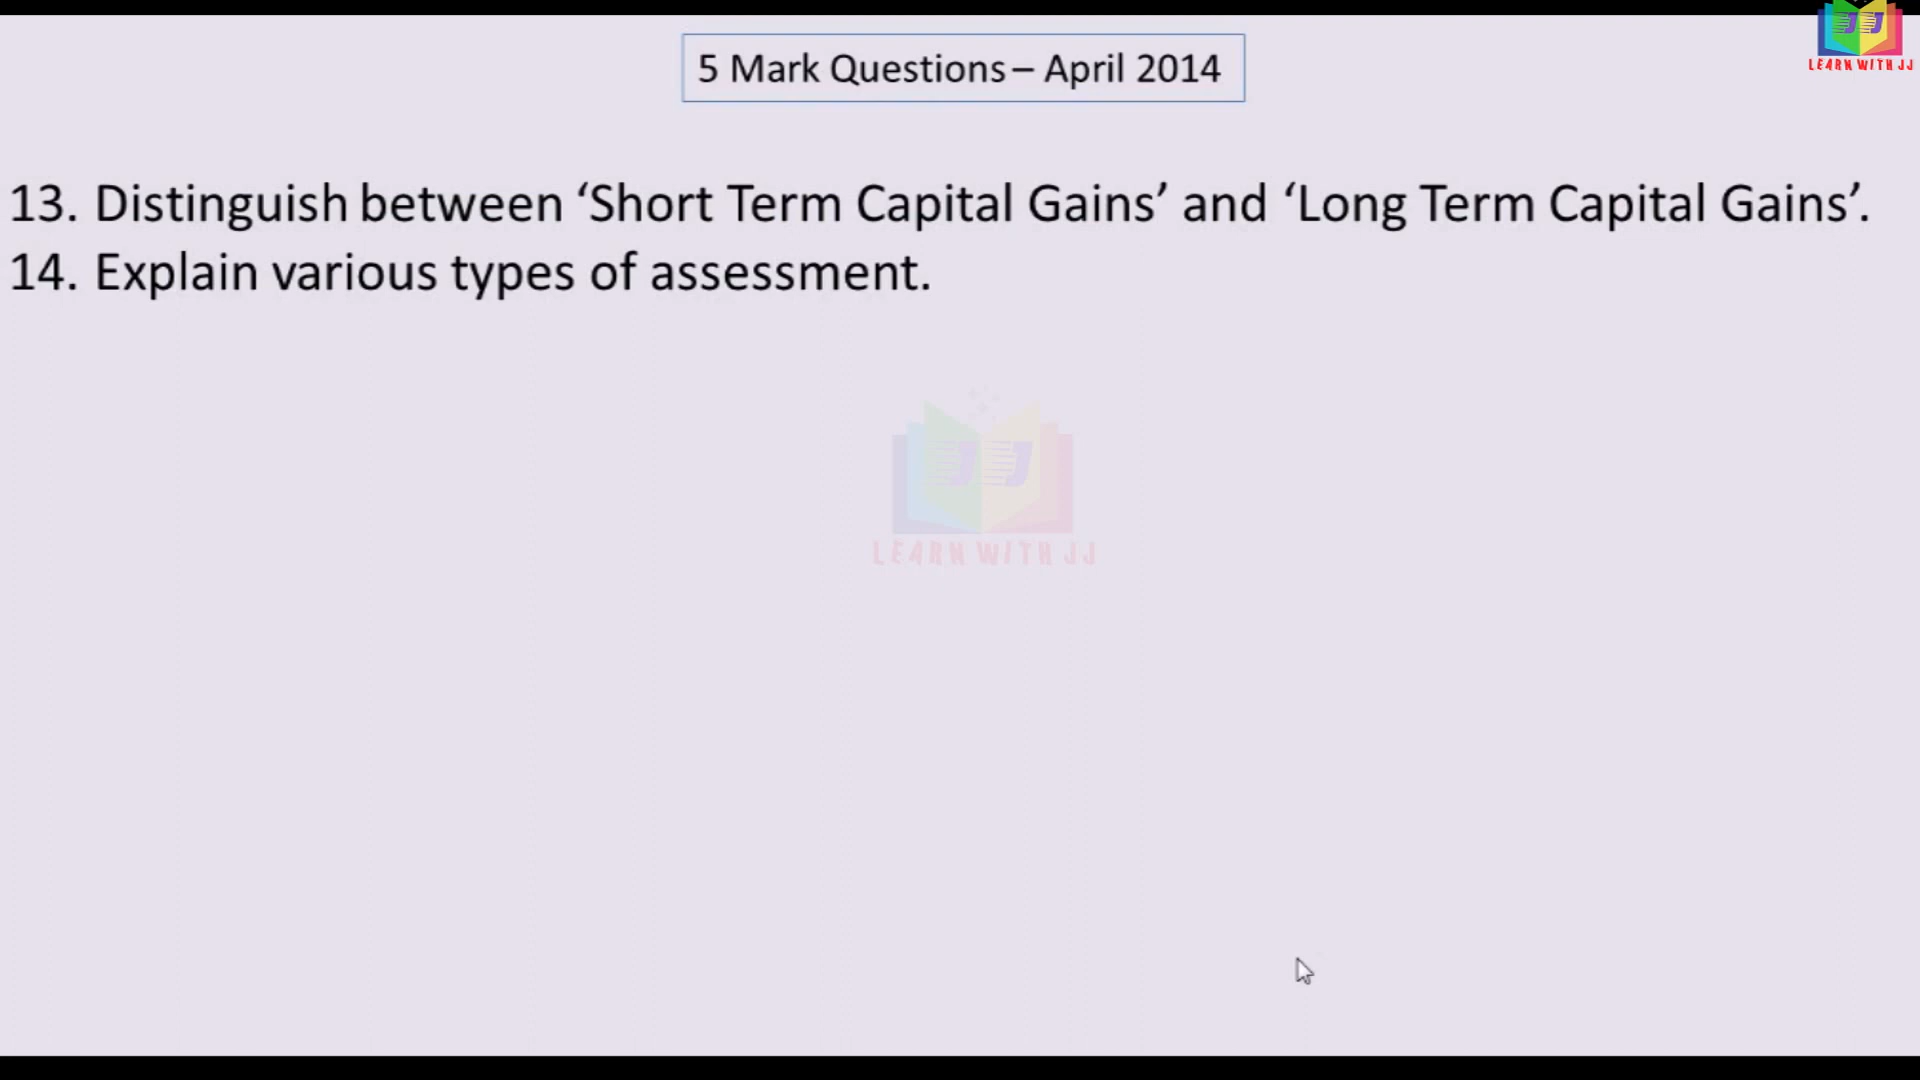 LEARN WITH JJ
5 Mark Questions – April 2014
13. Distinguish between ‘Short Term Capital Gains’ and ‘Long Term Capital Gains’.
14. Explain various types of assessment.
JJ
LEARN WITH JJ